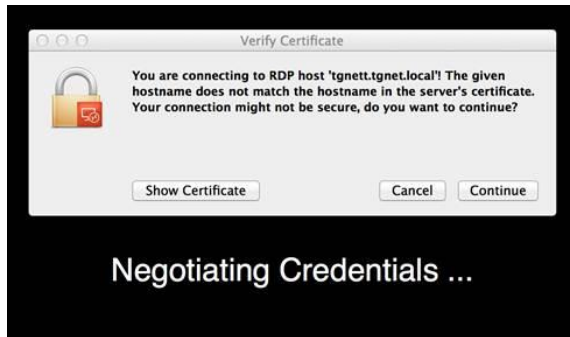 Verify Certificate
You are connecting to RDP host 'tgnett.tgnet.local'! The given
hostname does not match the hostname in the server's certificate.
Your connection might not be secure, do you want to continue?
Show Certificate
Cancel
Continue
Negotiating Credentials ...